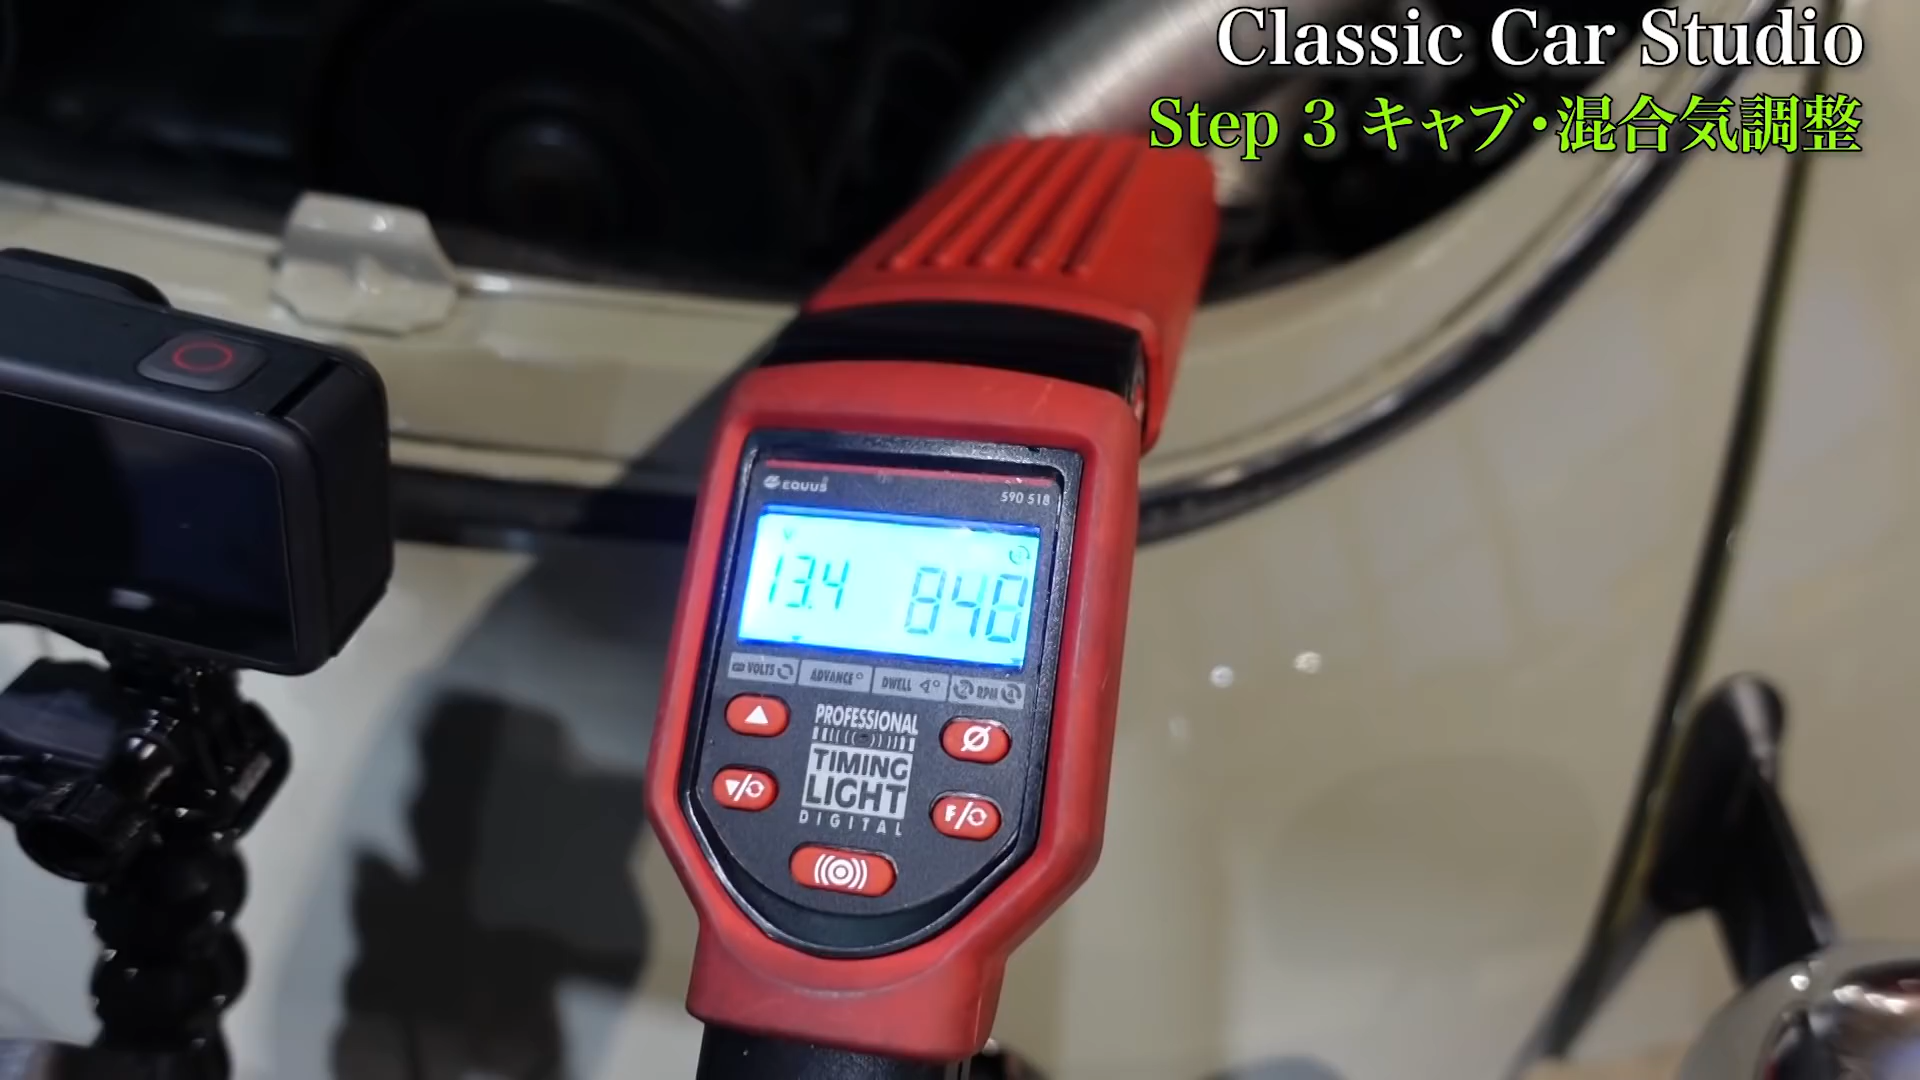 Classic Car Studio
Step 3 キャブ・混合気調整
EQUUS
590 518
V
13.4 848
VOLTS ADVANCE° DWELL RPM
PROFESSIONAL
TIMING
LIGHT
DIGITAL
F/